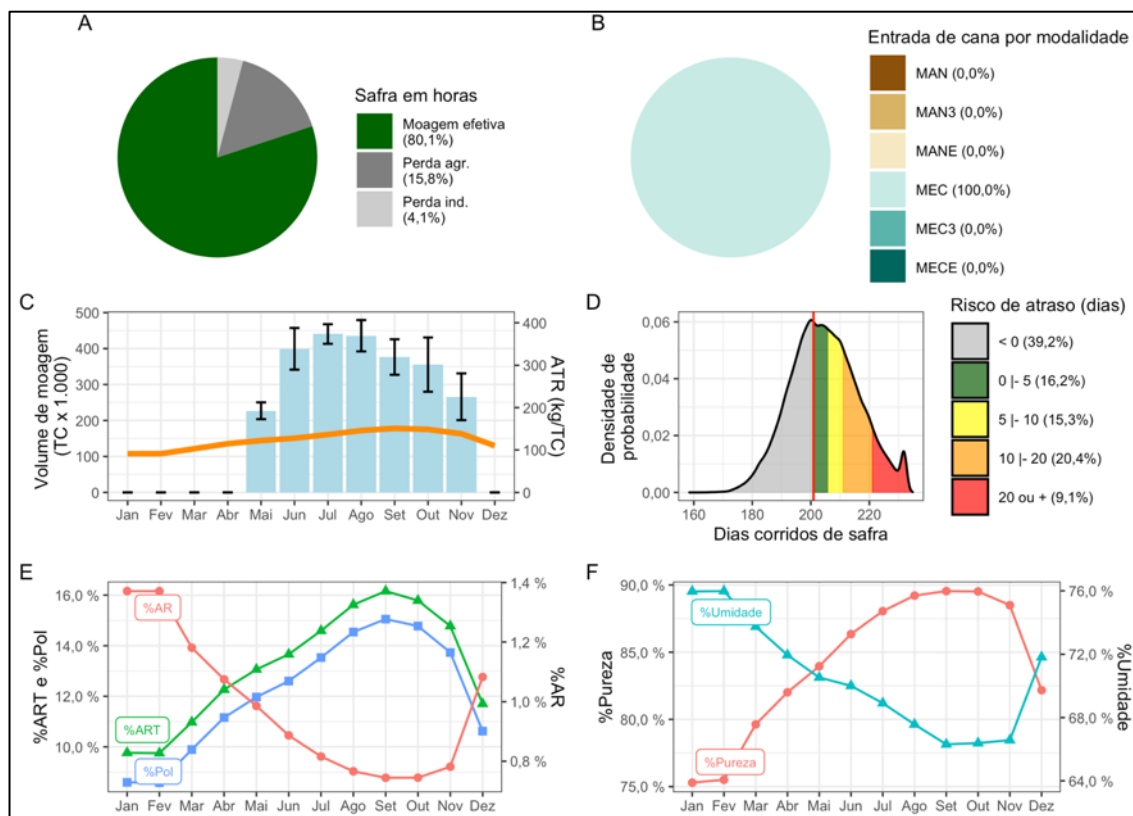 A
Safra em horas
Moagem efetiva
(80,1%)
Perda agr.
(15,8%)
Perda ind.
(4,1%)
B
Entrada de cana por modalidade
MAN (0,0%)
MAN3 (0,0%)
MANE (0,0%)
MEC (100,0%)
MEC3 (0,0%)
MECE (0,0%)
C
Volume de moagem
(TC x 1.000)
500
400
300
200
100
0
400
300
200
100
0
ATR (kg/TC)
Jan Fev Mar Abr Mai Jun Jul Ago Set Out Nov Dez
D
Densidade de
probabilidade
0,06
0,04
0,02
0,00
160 180 200 220
Dias corridos de safra
Risco de atraso (dias)
< 0 (39,2%)
0 |- 5 (16,2%)
5 |- 10 (15,3%)
10 |- 20 (20,4%)
20 ou + (9,1%)
E
%ART e %Pol
16,0 %
14,0 %
12,0 %
10,0 %
%AR
%ART
%Pol
1,4 %
1,2 %
1,0 %
0,8 %
%AR
Jan Fev Mar Abr Mai Jun Jul Ago Set Out Nov Dez
F
%Pureza
90,0 %
85,0 %
80,0 %
75,0 %
%Umidade
%Pureza
76,0 %
72,0 %
68,0 %
64,0 %
%Umidade
Jan Fev Mar Abr Mai Jun Jul Ago Set Out Nov Dez